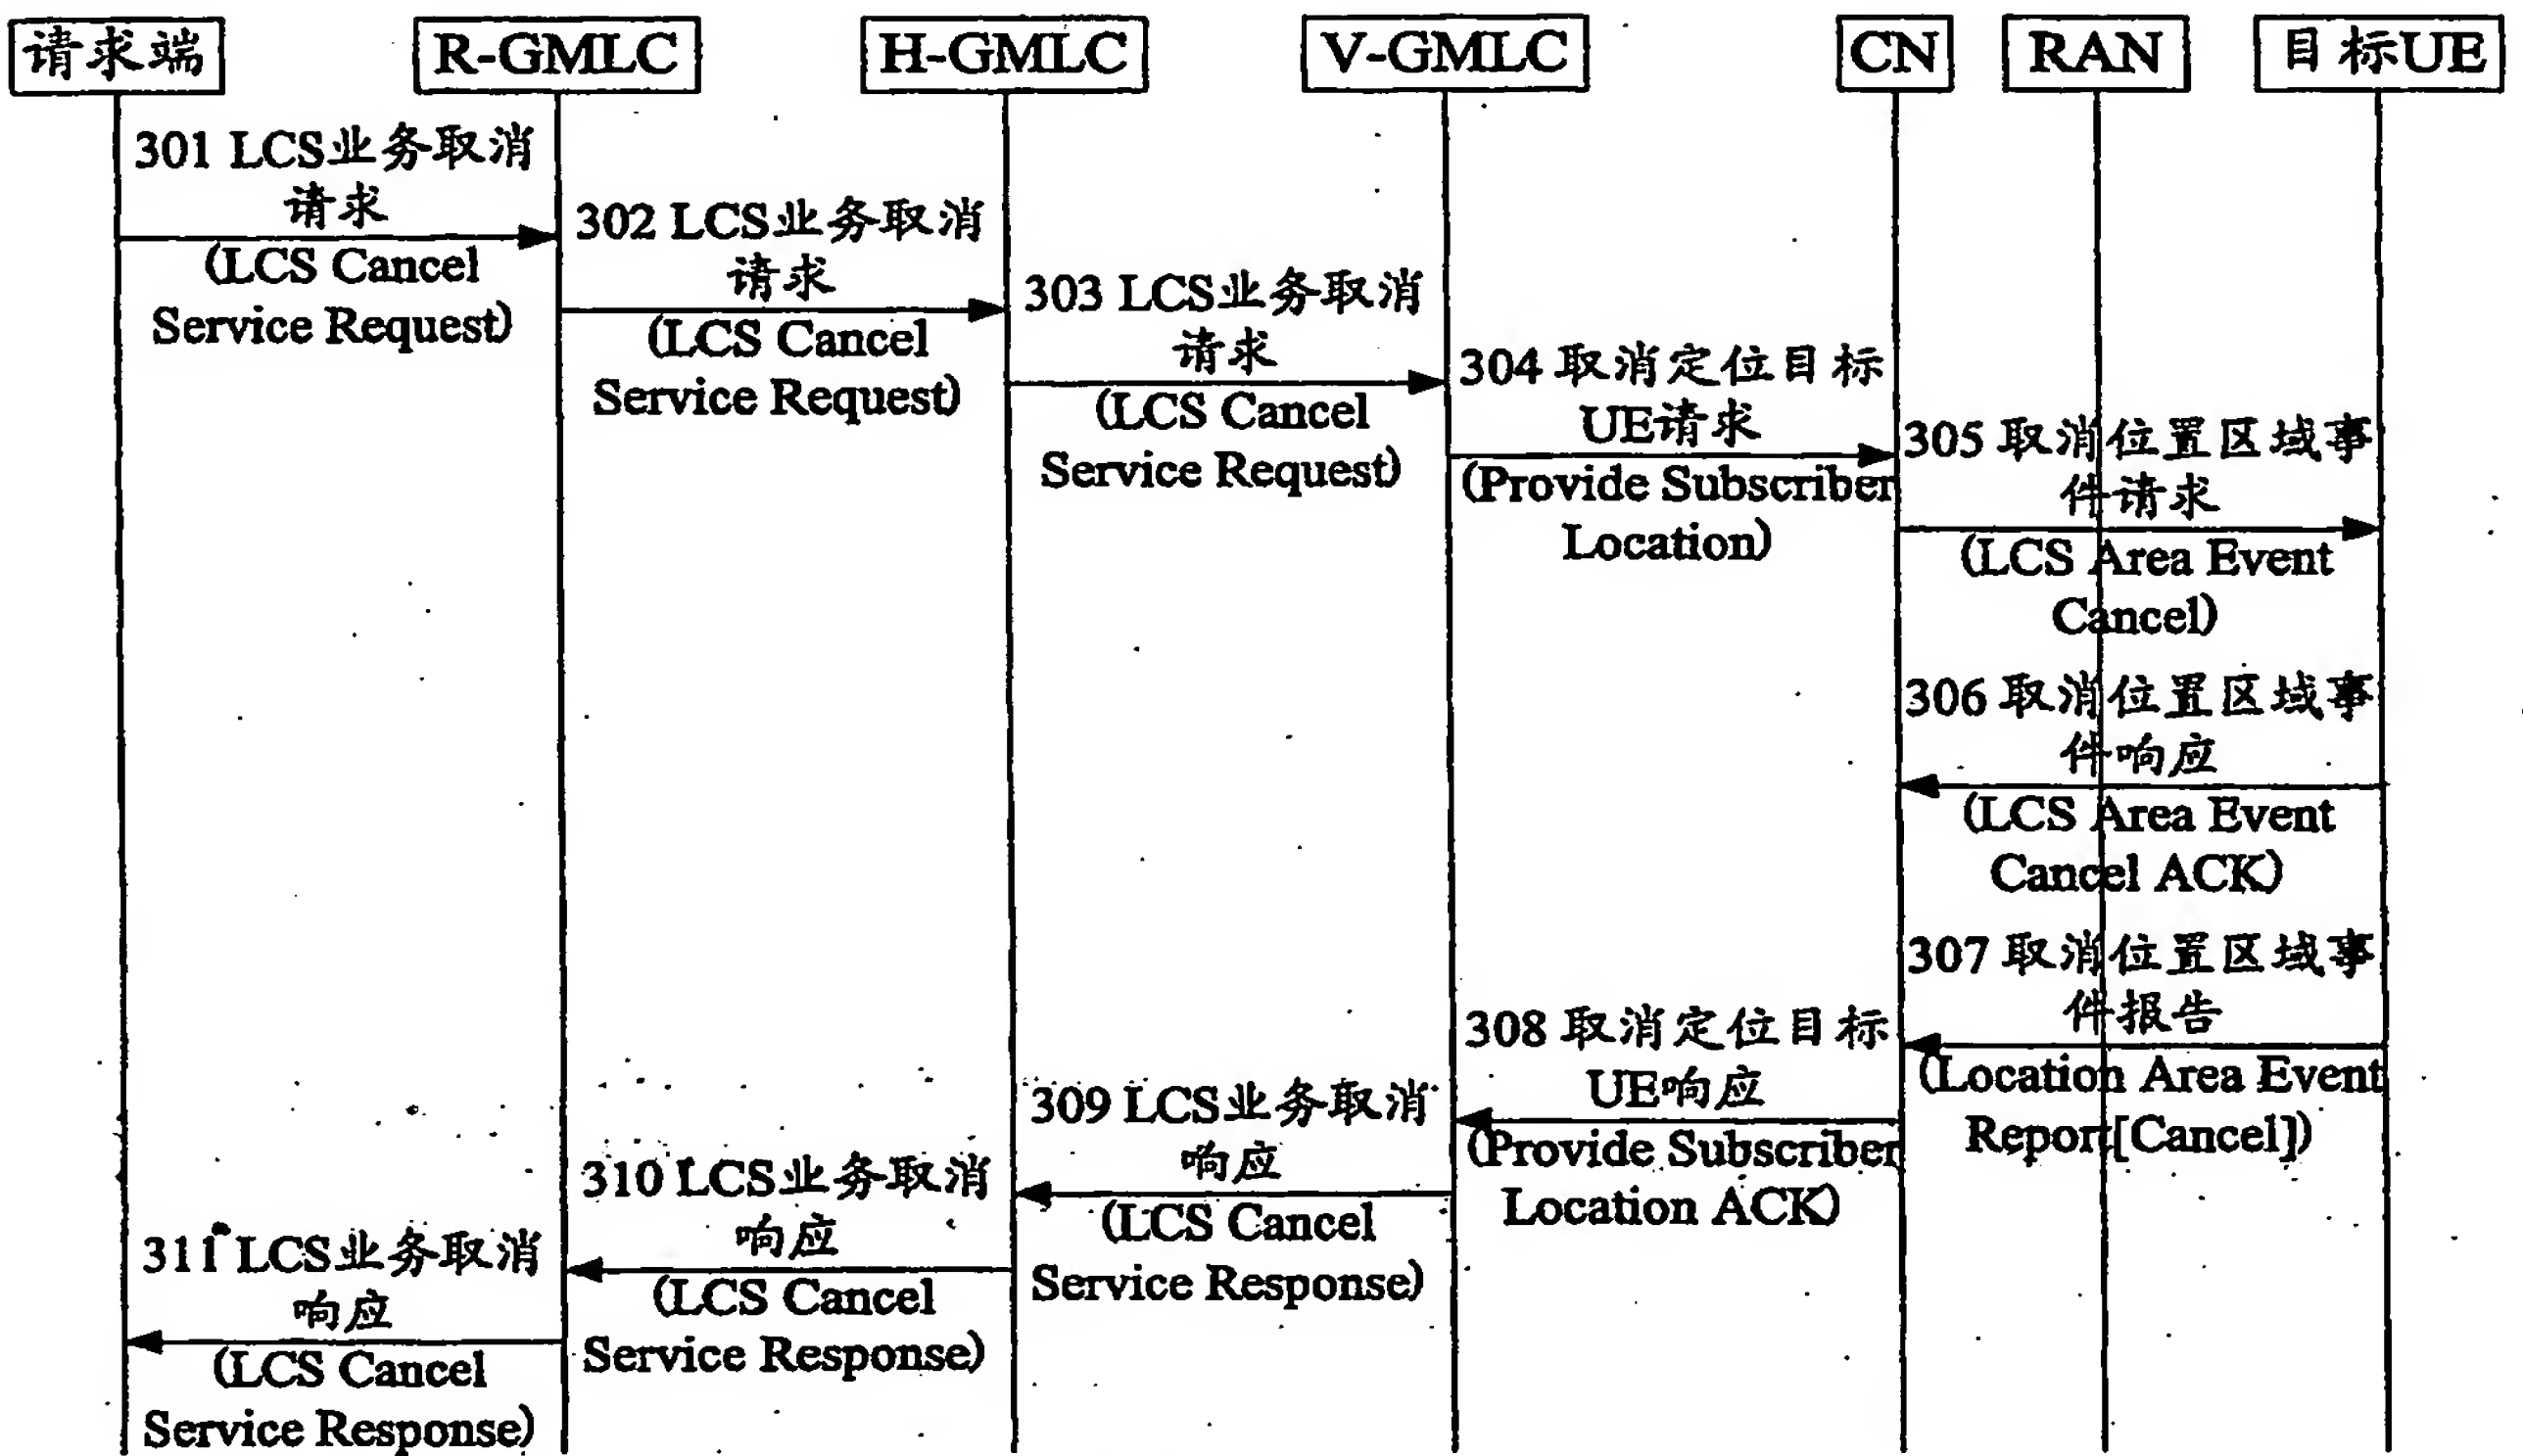 请求端
R-GMLC
H-GMLC
V-GMLC
CN
RAN
目标UE
301 LCS业务取消
请求
(LCS Cancel
Service Request)
302 LCS业务取消
请求
(LCS Cancel
Service Request)
303 LCS业务取消
请求
(LCS Cancel
Service Request)
304 取消定位目标
UE请求
(Provide Subscriber
Location)
305 取消位置区域事
件请求
(LCS Area Event
Cancel)
306 取消位置区域事
件响应
(LCS Area Event
Cancel ACK)
307 取消位置区域事
件报告
(Location Area Event
Report[Cancel])
308 取消定位目标
UE响应
(Provide Subscriber
Location ACK)
309 LCS业务取消
响应
(LCS Cancel
Service Response)
310 LCS业务取消
响应
(LCS Cancel
Service Response)
311 LCS业务取消
响应
(LCS Cancel
Service Response)